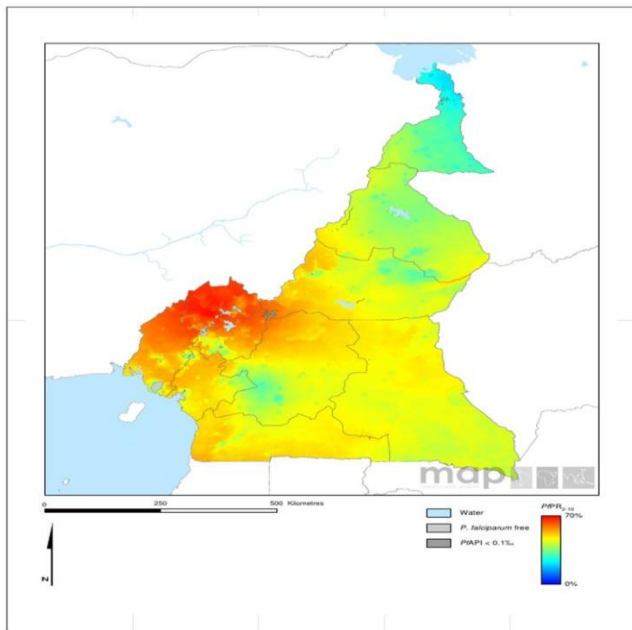 map
0
250
500 Kilometres
Water
P. falciparum free
PfAPI < 0.1‰
PfPR₂₋₁₀
70%
0%
N